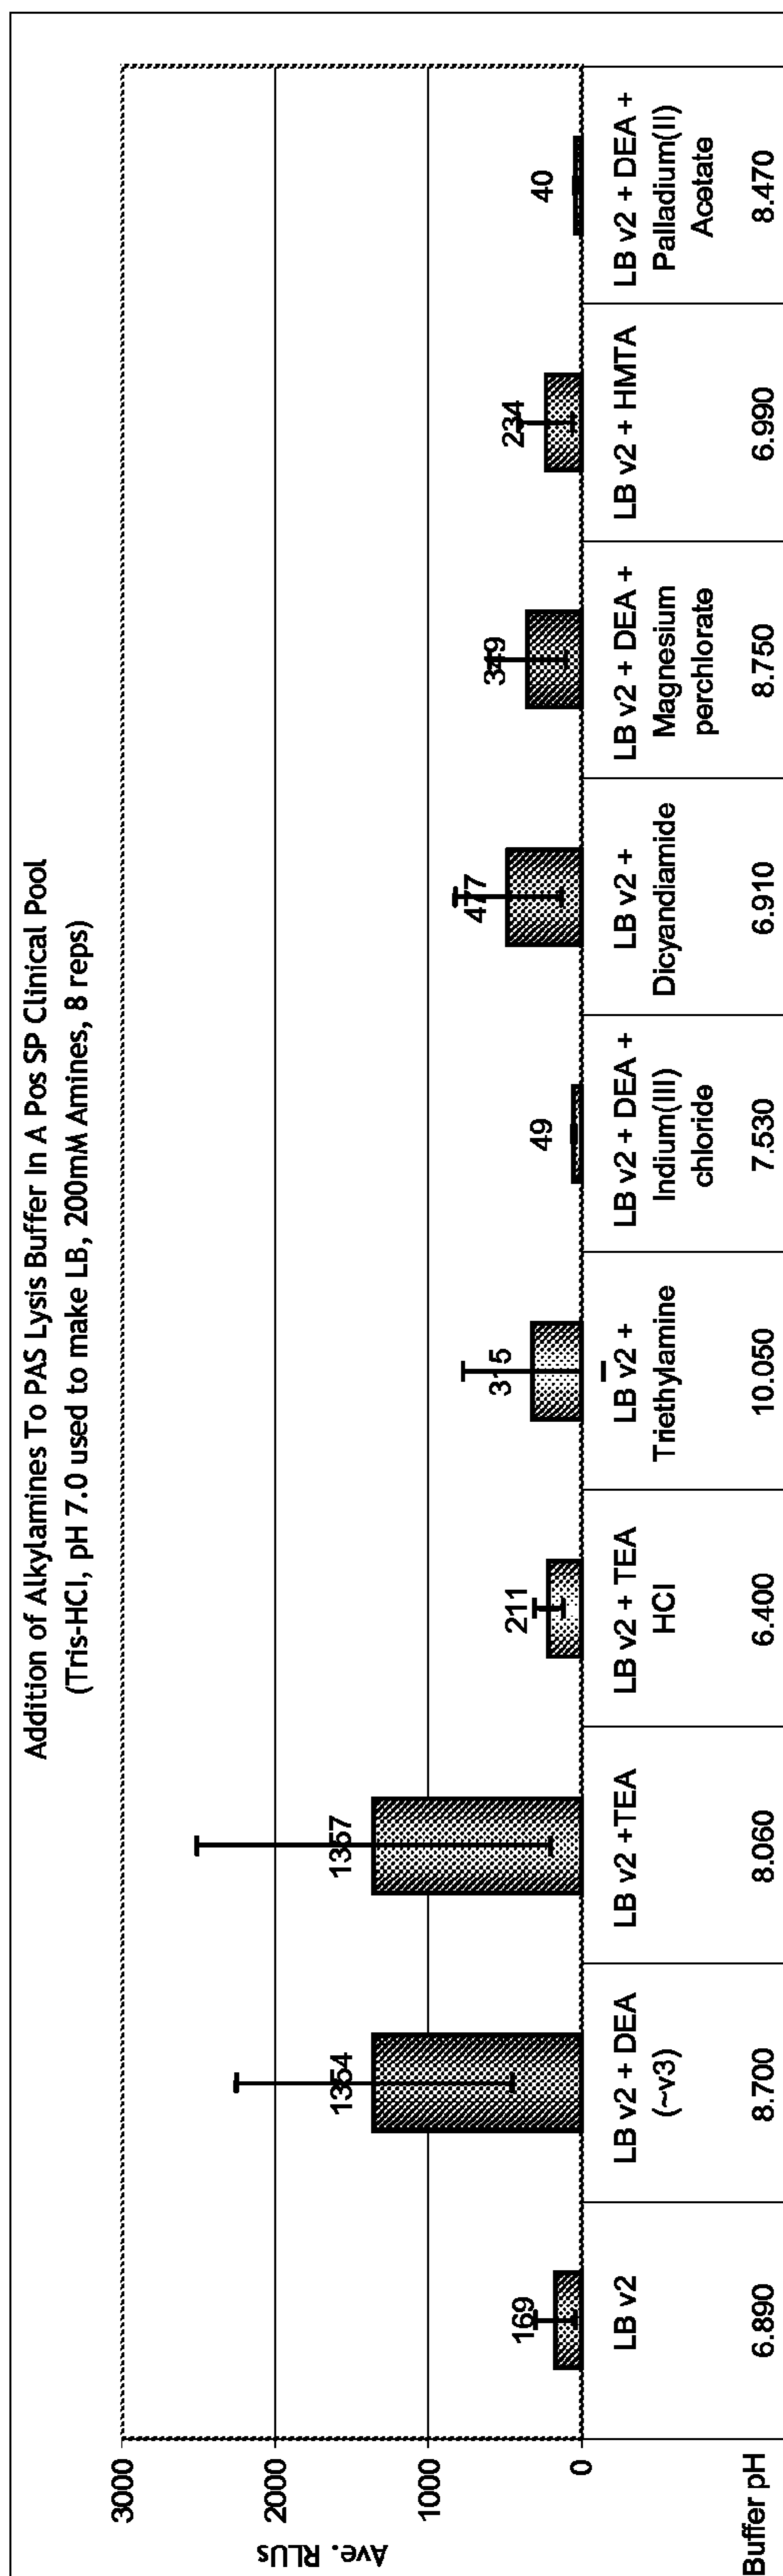 Addition of Alkylamines To PAS Lysis Buffer In A Pos SP Clinical Pool
(Tris-HCl, pH 7.0 used to make LB, 200mM Amines, 8 reps)
Ave. RLUs
3000
2000
1000
0
169
1354
1357
211
315
49
477
349
234
40
LB v2
LB v2 + DEA
(~v3)
LB v2 +TEA
LB v2 + TEA
HCl
LB v2 +
Triethylamine
LB v2 + DEA +
Indium(III)
chloride
LB v2 +
Dicyandiamide
LB v2 + DEA +
Magnesium
perchlorate
LB v2 + HMTA
LB v2 + DEA +
Palladium(II)
Acetate
Buffer pH
6.890
8.700
8.060
6.400
10.050
7.530
6.910
8.750
6.990
8.470